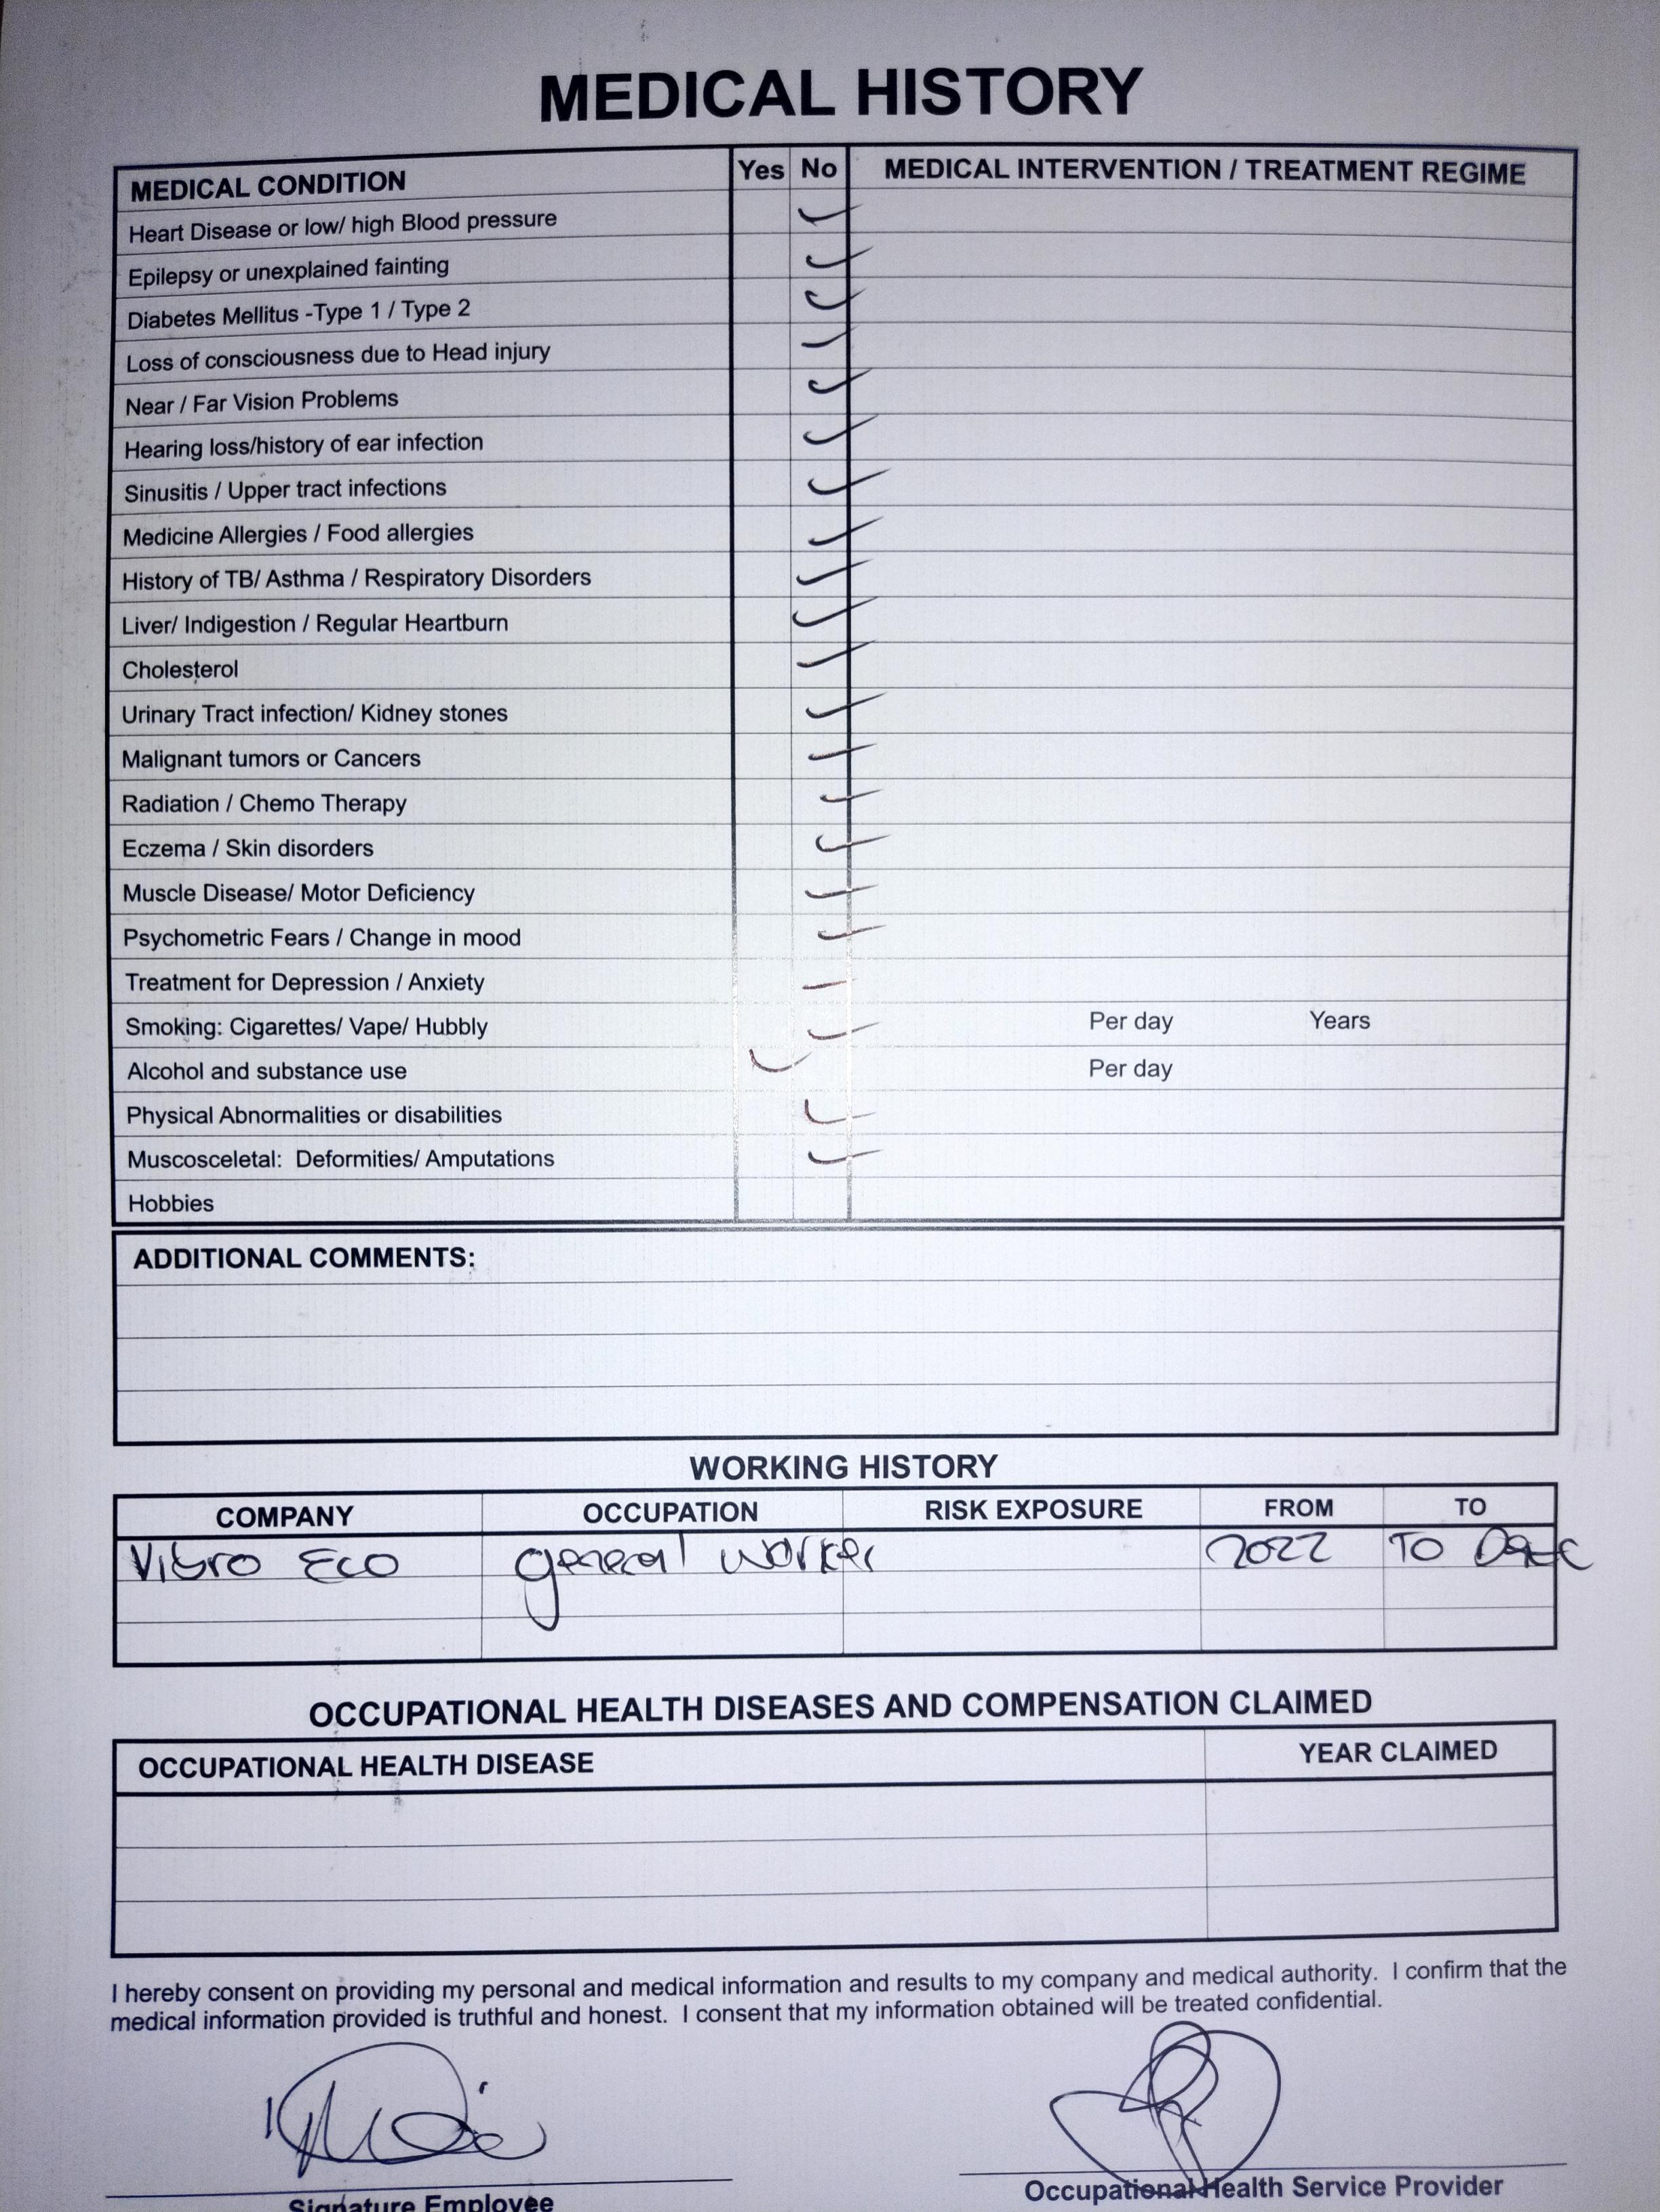 MEDICAL HISTORY
MEDICAL CONDITION Yes No MEDICAL INTERVENTION / TREATMENT REGIME
Heart Disease or low/ high Blood pressure ✓
Epilepsy or unexplained fainting ✓
Diabetes Mellitus -Type 1 / Type 2 ✓
Loss of consciousness due to Head injury ✓
Near / Far Vision Problems ✓
Hearing loss/history of ear infection ✓
Sinusitis / Upper tract infections ✓
Medicine Allergies / Food allergies ✓
History of TB/ Asthma / Respiratory Disorders ✓
Liver/ Indigestion / Regular Heartburn ✓
Cholesterol ✓
Urinary Tract infection/ Kidney stones ✓
Malignant tumors or Cancers ✓
Radiation / Chemo Therapy ✓
Eczema / Skin disorders ✓
Muscle Disease/ Motor Deficiency ✓
Psychometric Fears / Change in mood ✓
Treatment for Depression / Anxiety ✓
Smoking: Cigarettes/ Vape/ Hubbly ✓ Per day Years
Alcohol and substance use ✓ Per day
Physical Abnormalities or disabilities ✓
Muscosceletal: Deformities/ Amputations ✓
Hobbies
ADDITIONAL COMMENTS:
WORKING HISTORY
COMPANY OCCUPATION RISK EXPOSURE FROM TO
Vibro Eco general worker 2022 TO Date
OCCUPATIONAL HEALTH DISEASES AND COMPENSATION CLAIMED
OCCUPATIONAL HEALTH DISEASE YEAR CLAIMED
I hereby consent on providing my personal and medical information and results to my company and medical authority. I confirm that the
medical information provided is truthful and honest. I consent that my information obtained will be treated confidential.
Signature Employee Occupational Health Service Provider